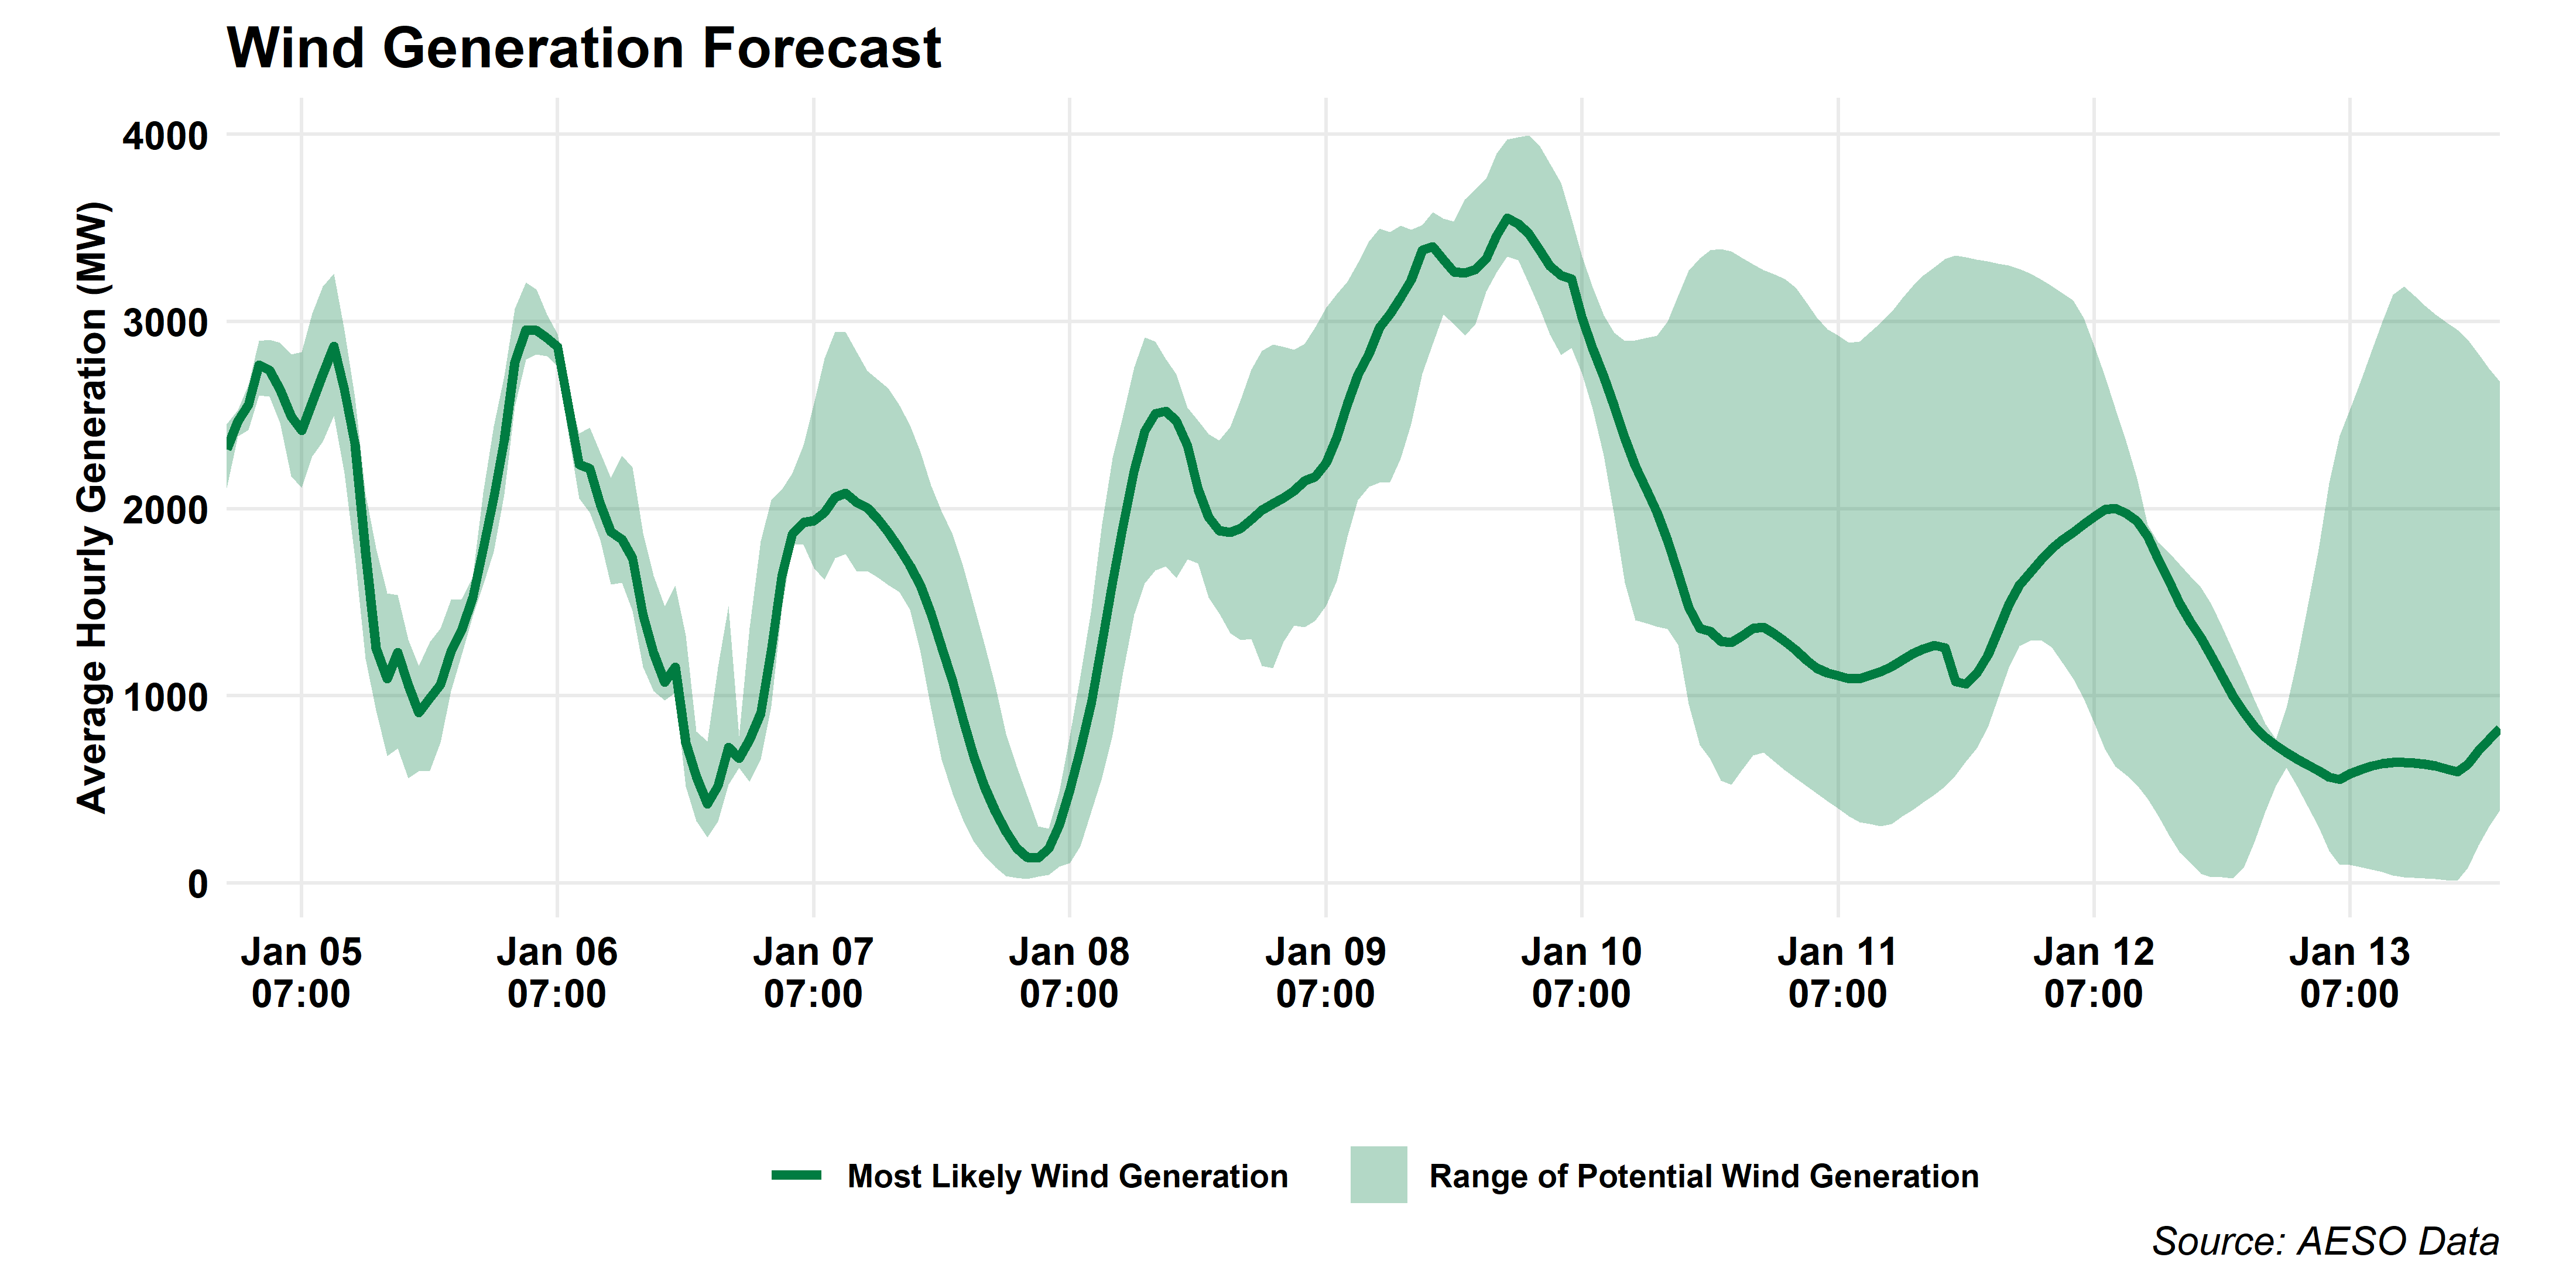 Wind Generation Forecast
Average Hourly Generation (MW)
4000
3000
2000
1000
0
Jan 05 Jan 06 Jan 07 Jan 08 Jan 09 Jan 10 Jan 11 Jan 12 Jan 13
07:00 07:00 07:00 07:00 07:00 07:00 07:00 07:00 07:00
Most Likely Wind Generation Range of Potential Wind Generation
Source: AESO Data